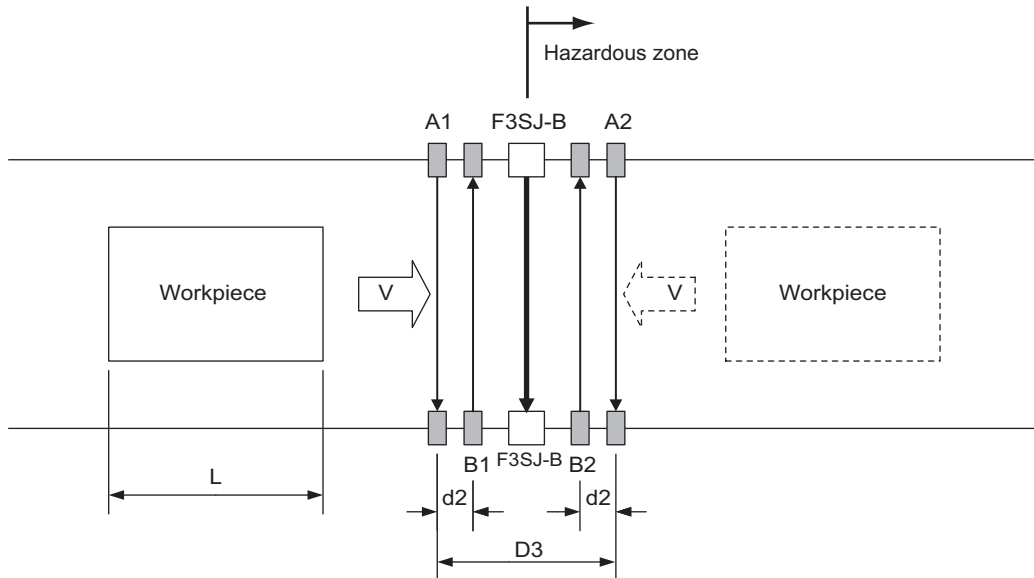 Hazardous zone
A1
F3SJ-B
A2
Workpiece
V
V
Workpiece
B1
F3SJ-B
B2
L
d2
d2
D3